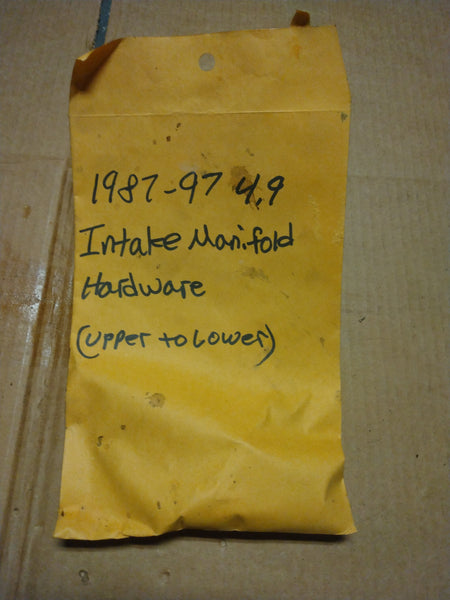 1987-97 4.9
Intake Manifold
Hardware
(upper to Lower)